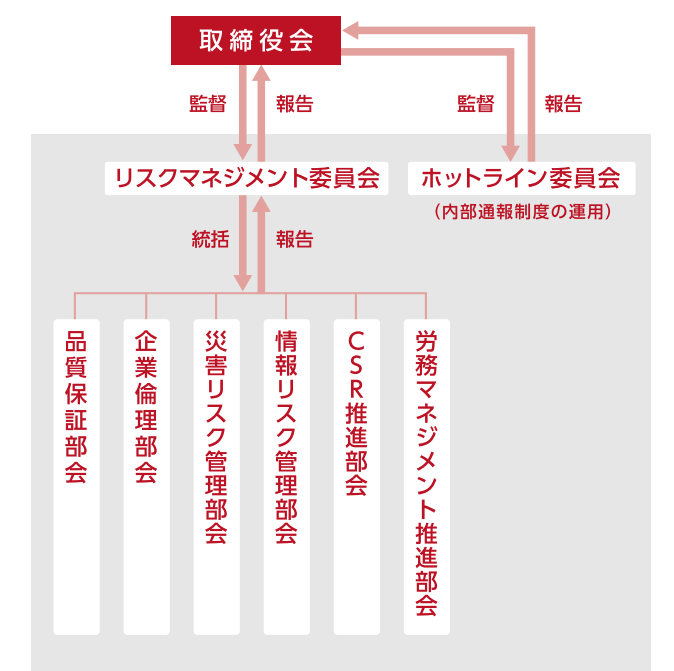 取締役会
監督
報告
監督
報告
リスクマネジメント委員会
ホットライン委員会
（内部通報制度の運用）
統括
報告
品質保証部会
企業倫理部会
災害リスク管理部会
情報リスク管理部会
CSR推進部会
労務マネジメント推進部会